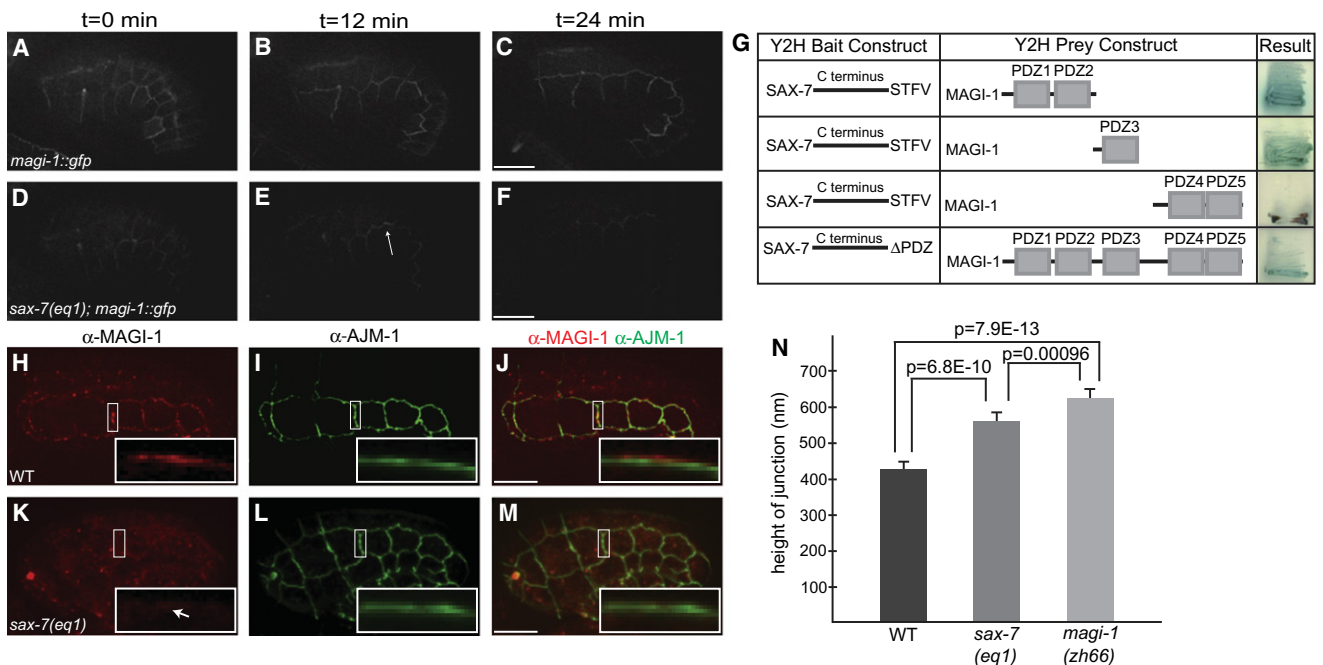 t=0 min t=12 min t=24 min
A B C
magi-1::gfp
D E F
sax-7(eq1); magi-1::gfp
α-MAGI-1 α-AJM-1 α-MAGI-1 α-AJM-1
H I J
WT
K L M
sax-7(eq1)
G
Y2H Bait Construct Y2H Prey Construct Result
SAX-7 C terminus STFV MAGI-1 PDZ1 PDZ2
SAX-7 C terminus STFV MAGI-1 PDZ3
SAX-7 C terminus STFV MAGI-1 PDZ4 PDZ5
SAX-7 C terminus ΔPDZ MAGI-1 PDZ1 PDZ2 PDZ3 PDZ4 PDZ5
N
p=7.9E-13
p=6.8E-10 p=0.00096
height of junction (nm)
700
600
500
400
300
200
100
WT sax-7 magi-1
(eq1) (zh66)